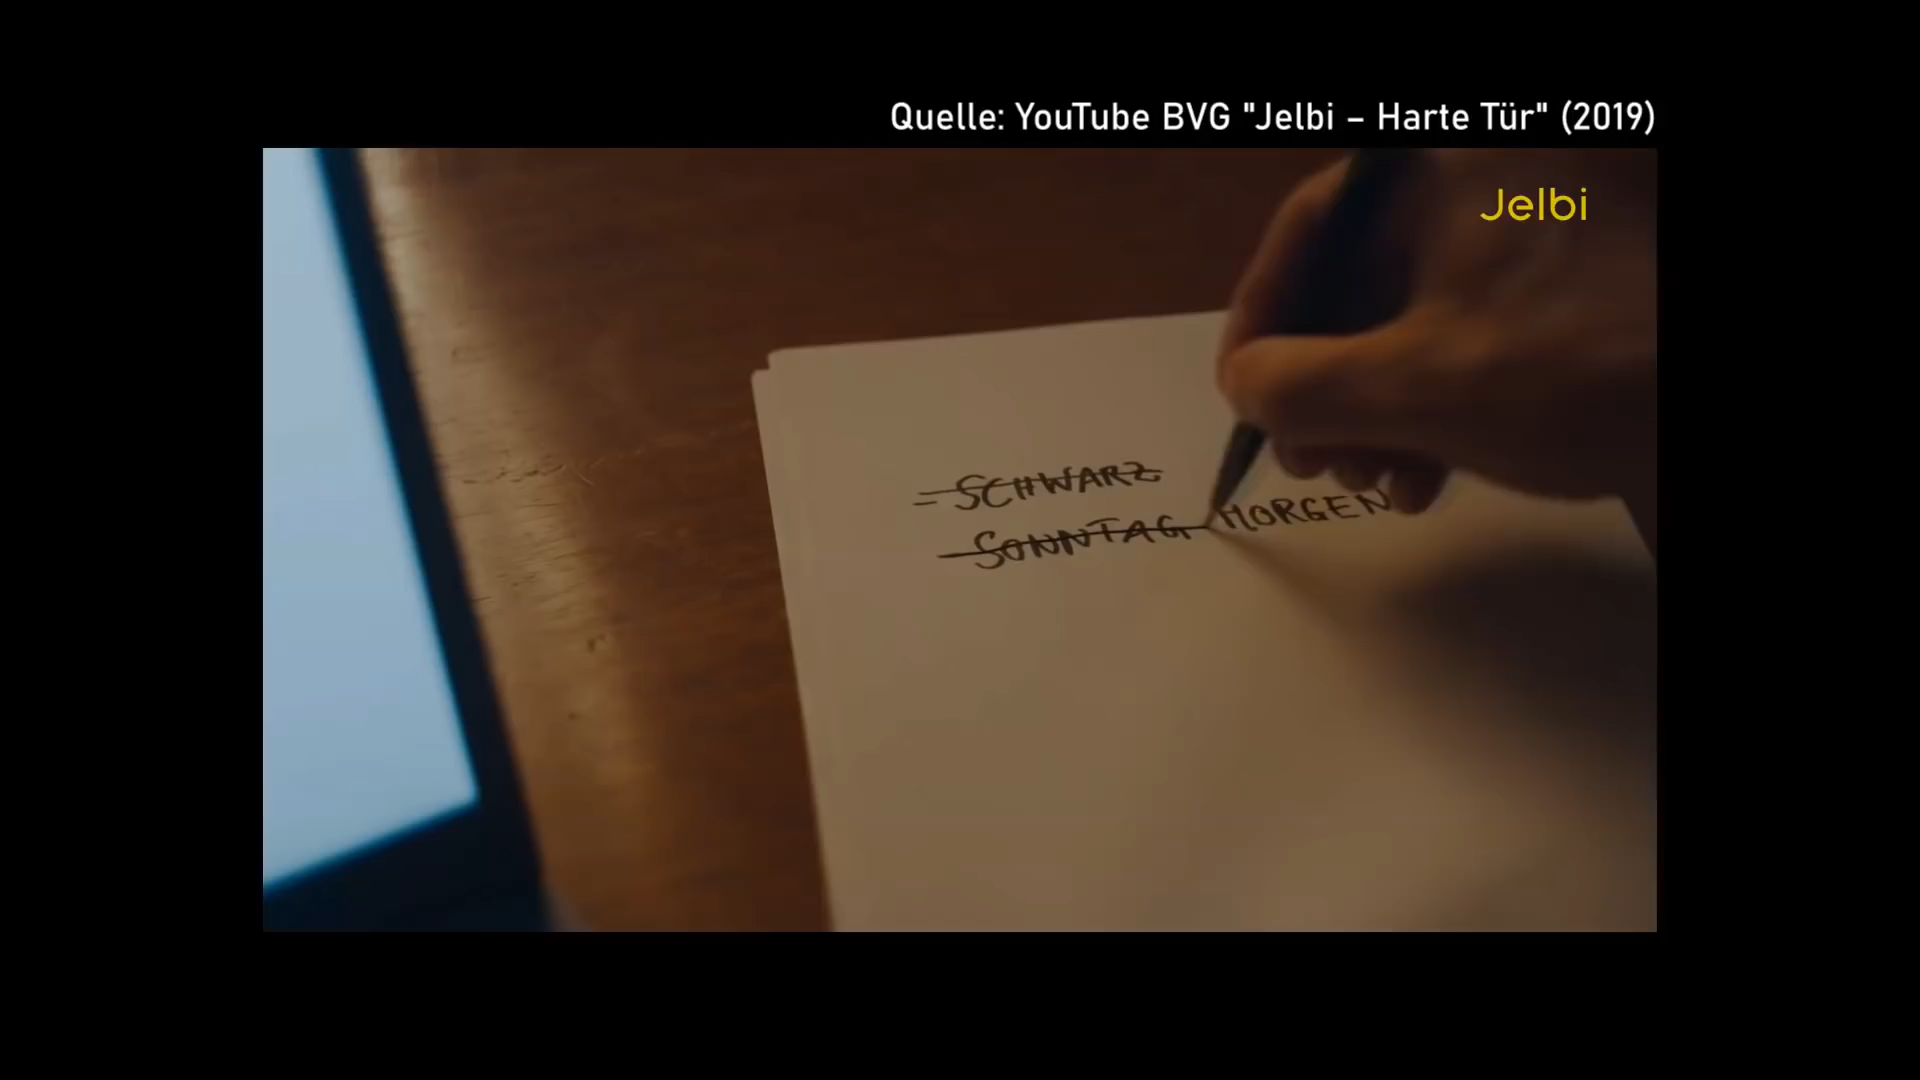 Quelle: YouTube BVG "Jelbi – Harte Tür" (2019)
Jelbi
SCHWARZ
SONNTAG MORGEN